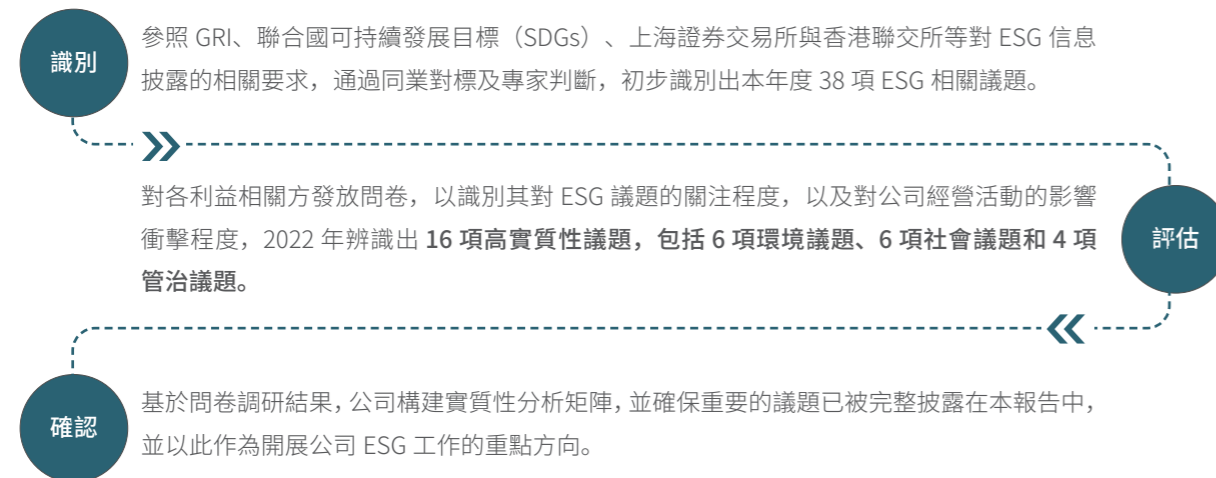 識別
參照 GRI、聯合國可持續發展目標（SDGs）、上海證券交易所與香港聯交所等對 ESG 信息
披露的相關要求，通過同業對標及專家判斷，初步識別出本年度 38 項 ESG 相關議題。
對各利益相關方發放問卷，以識別其對 ESG 議題的關注程度，以及對公司經營活動的影響
衝擊程度，2022 年辨識出 16 項高實質性議題，包括 6 項環境議題、6 項社會議題和 4 項
管治議題。
評估
確認
基於問卷調研結果，公司構建實質性分析矩陣，並確保重要的議題已被完整披露在本報告中，
並以此作為開展公司 ESG 工作的重點方向。